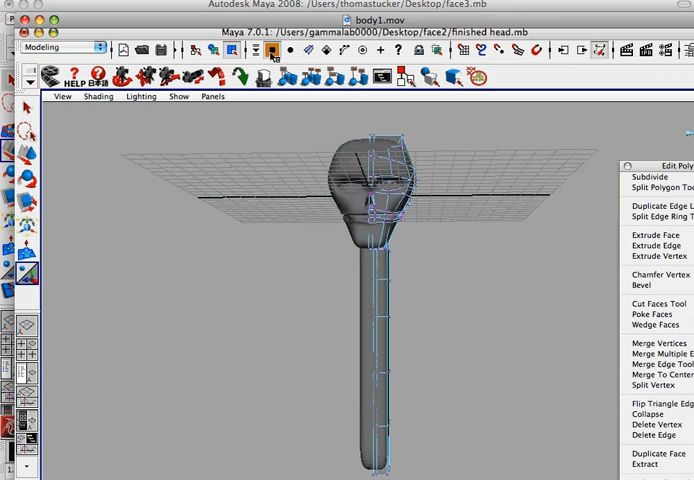 Autodesk Maya 2008: /Users/thomastucker/Desktop/face3.mb
body1.mov
Maya 7.0.1: /Users/gammalab0000/Desktop/face2/finished head.mb
Modeling
HELP 日本語
View Shading Lighting Show Panels
Edit Poly
Subdivide
Split Polygon Too
Duplicate Edge L
Split Edge Ring T
Extrude Face
Extrude Edge
Extrude Vertex
Chamfer Vertex
Bevel
Cut Faces Tool
Poke Faces
Wedge Faces
Merge Vertices
Merge Multiple E
Merge Edge Tool
Merge To Center
Split Vertex
Flip Triangle Edg
Collapse
Delete Vertex
Delete Edge
Duplicate Face
Extract